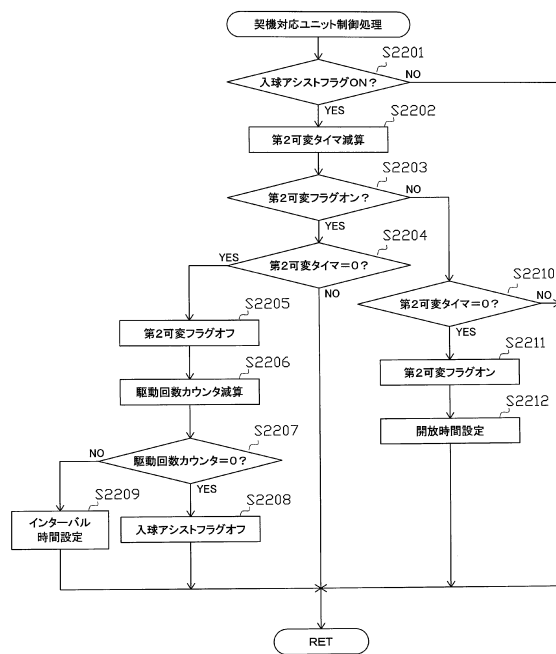 契機対応ユニット制御処理
S2201
入球アシストフラグON?
NO
YES
S2202
第2可変タイマ減算
S2203
第2可変フラグオン?
NO
YES
S2204
第2可変タイマ=0?
YES
NO
S2205
第2可変フラグオフ
S2206
駆動回数カウンタ減算
S2207
駆動回数カウンタ=0?
NO
YES
S2208
入球アシストフラグオフ
S2209
インターバル
時間設定
S2210
第2可変タイマ=0?
NO
YES
S2211
第2可変フラグオン
S2212
開放時間設定
RET